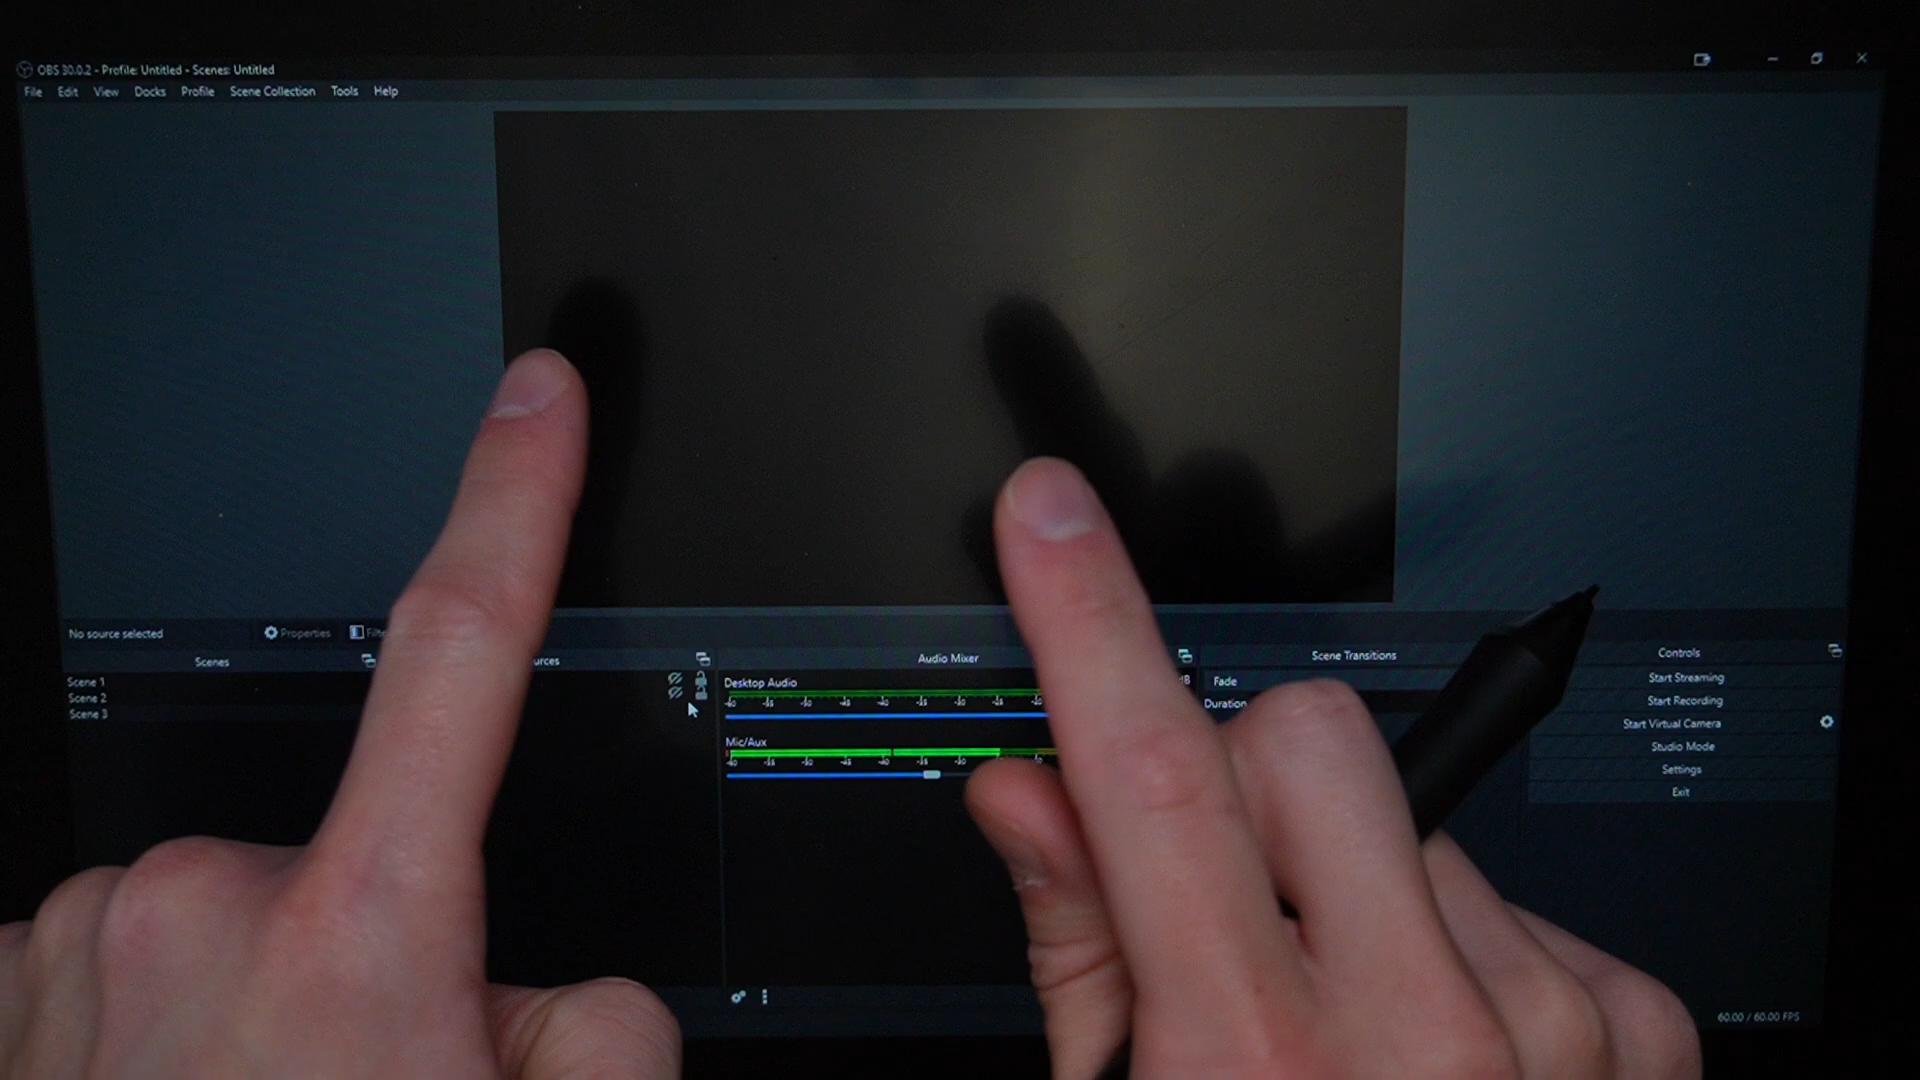 OBS 30.0.2 - Profile: Untitled - Scenes: Untitled
File Edit View Docks Profile Scene Collection Tools Help
No source selected
Properties
Scenes
Audio Mixer
Scene Transitions
Controls
Scene 1
Scene 2
Scene 3
Desktop Audio
Mic/Aux
Fade
Duration
Start Streaming
Start Recording
Start Virtual Camera
Studio Mode
Settings
Exit
60.00 / 60.00 FPS